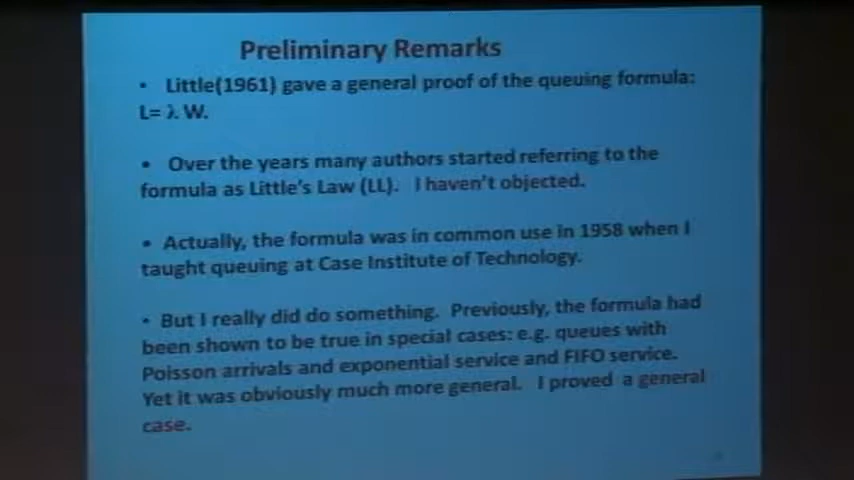 Preliminary Remarks
• Little(1961) gave a general proof of the queuing formula:
L= λ W.
• Over the years many authors started referring to the
formula as Little's Law (LL). I haven't objected.
• Actually, the formula was in common use in 1958 when I
taught queuing at Case Institute of Technology.
• But I really did do something. Previously, the formula had
been shown to be true in special cases: e.g. queues with
Poisson arrivals and exponential service and FIFO service.
Yet it was obviously much more general. I proved a general
case.